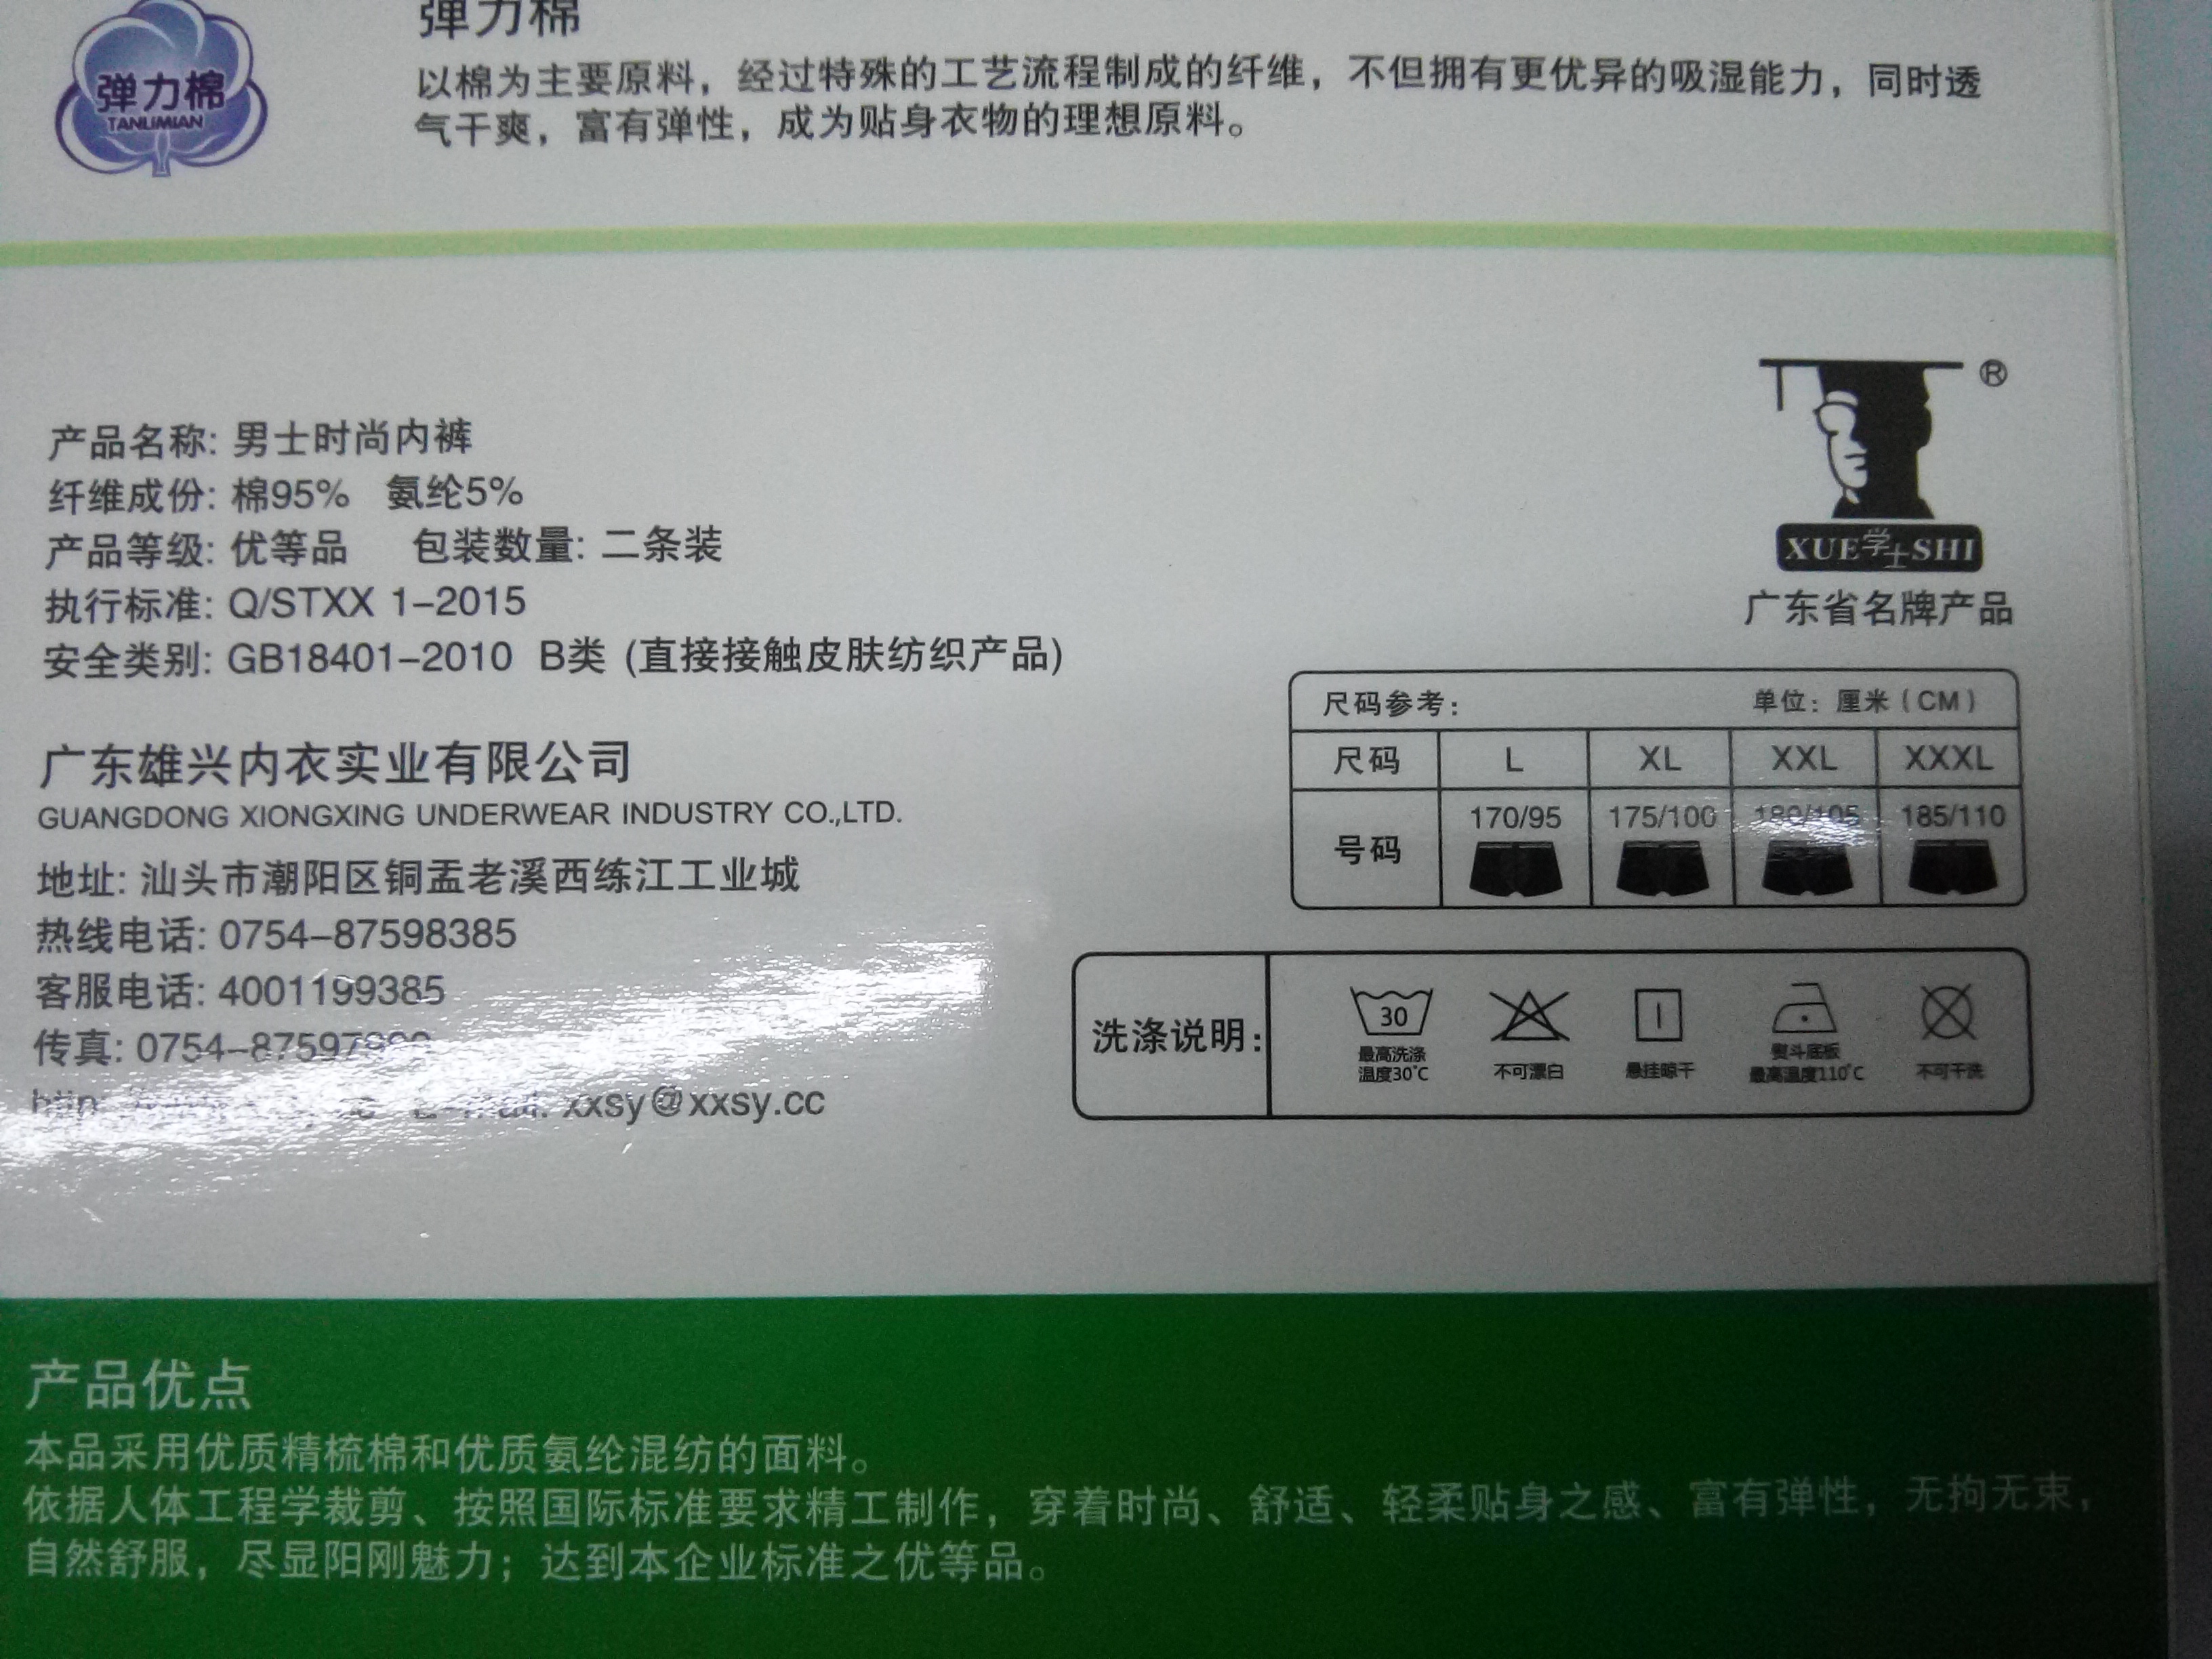 弹力棉
弹力棉
TANLIMIAN
以棉为主要原料，经过特殊的工艺流程制成的纤维，不但拥有更优异的吸湿能力，同时透
气干爽，富有弹性，成为贴身衣物的理想原料。
®
XUE学士SHI
广东省名牌产品
产品名称: 男士时尚内裤
纤维成份: 棉95% 氨纶5%
产品等级: 优等品 包装数量: 二条装
执行标准: Q/STXX 1-2015
安全类别: GB18401-2010 B类 (直接接触皮肤纺织产品)
广东雄兴内衣实业有限公司
GUANGDONG XIONGXING UNDERWEAR INDUSTRY CO.,LTD.
地址: 汕头市潮阳区铜盂老溪西练江工业城
热线电话: 0754-87598385
客服电话: 4001199385
传真:
E-mail: xxsy@xxsy.cc
尺码参考: 单位: 厘米 (CM)
尺码 L XL XXL XXXL
号码 170/95 175/100 180/105 185/110
洗涤说明:
30
最高洗涤
温度30℃
不可漂白
悬挂晾干
熨斗底板
最高温度110℃
不可干洗
产品优点
本品采用优质精梳棉和优质氨纶混纺的面料。
依据人体工程学裁剪、按照国际标准要求精工制作，穿着时尚、舒适、轻柔贴身之感、富有弹性，无拘无束，
自然舒服，尽显阳刚魅力；达到本企业标准之优等品。